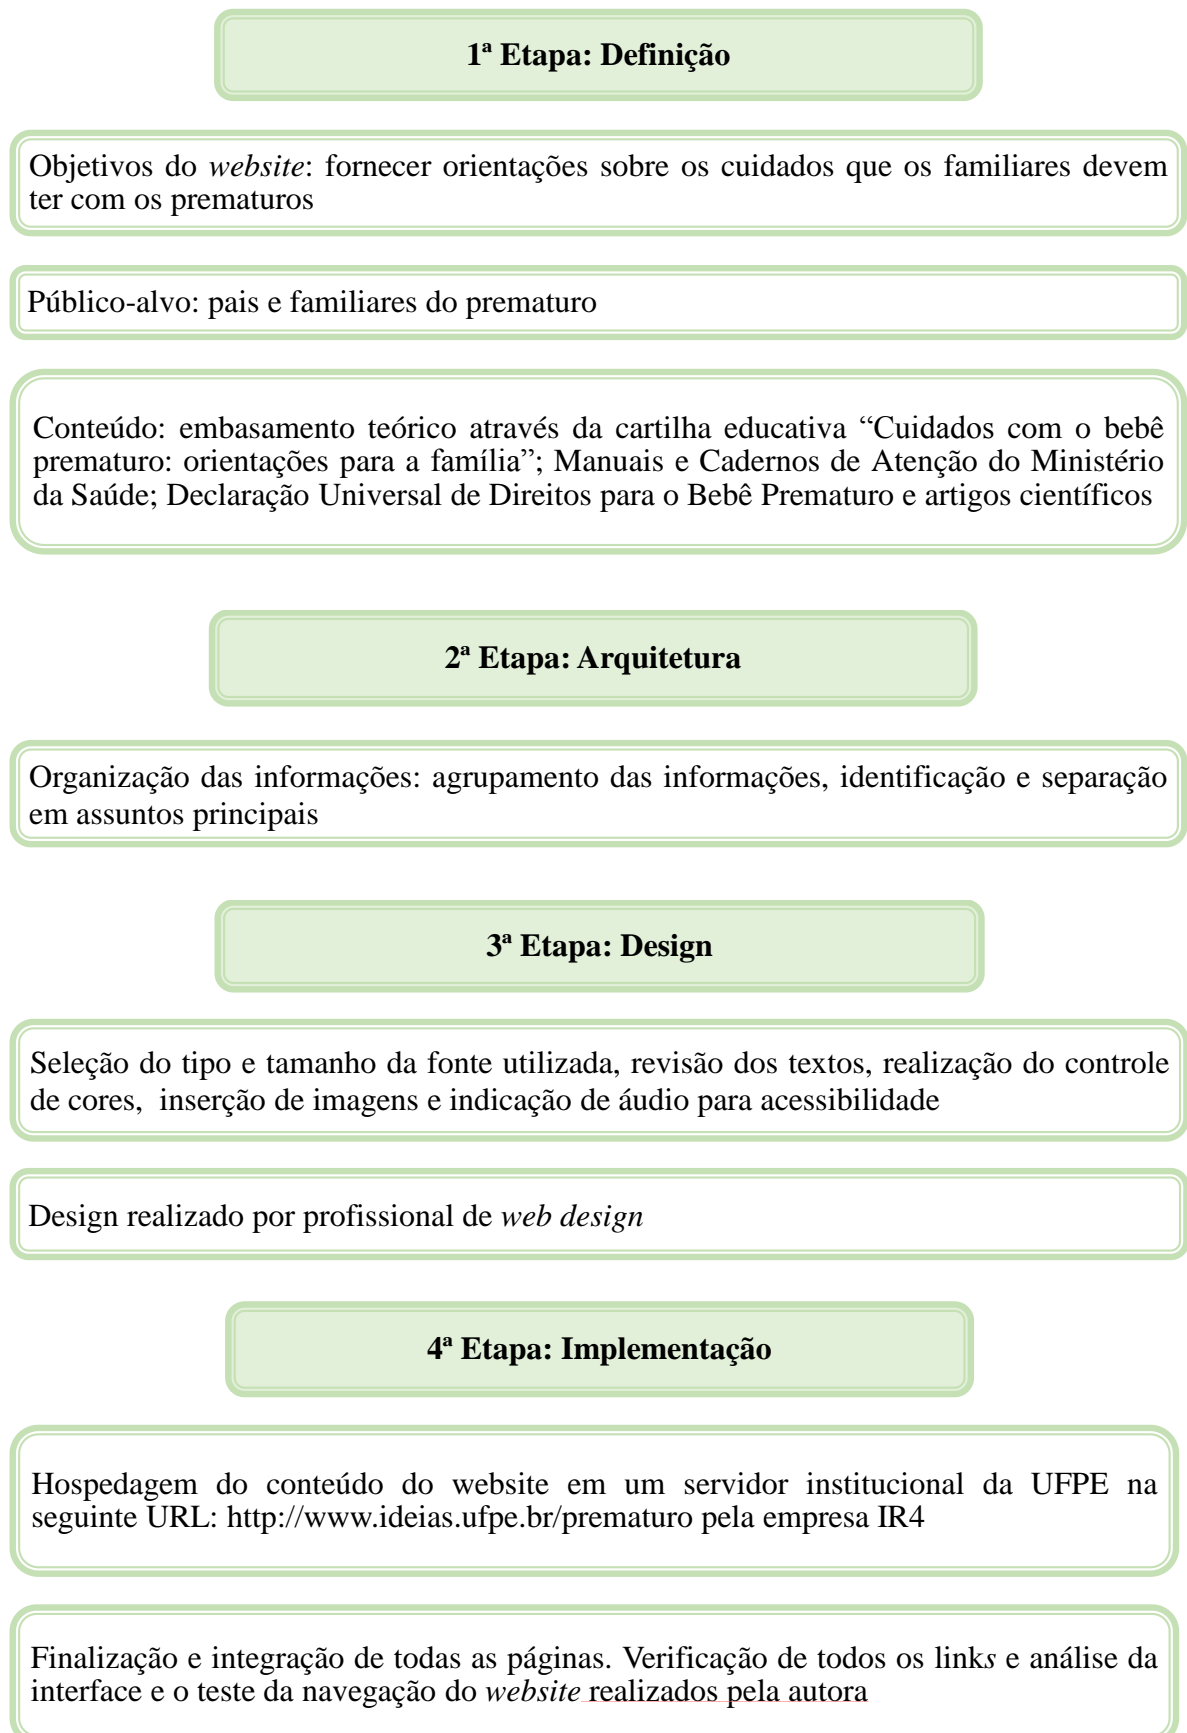 1ª Etapa: Definição
Objetivos do website: fornecer orientações sobre os cuidados que os familiares devem
ter com os prematuros
Público-alvo: pais e familiares do prematuro
Conteúdo: embasamento teórico através da cartilha educativa “Cuidados com o bebê
prematuro: orientações para a família”; Manuais e Cadernos de Atenção do Ministério
da Saúde; Declaração Universal de Direitos para o Bebê Prematuro e artigos científicos
2ª Etapa: Arquitetura
Organização das informações: agrupamento das informações, identificação e separação
em assuntos principais
3ª Etapa: Design
Seleção do tipo e tamanho da fonte utilizada, revisão dos textos, realização do controle
de cores, inserção de imagens e indicação de áudio para acessibilidade
Design realizado por profissional de web design
4ª Etapa: Implementação
Hospedagem do conteúdo do website em um servidor institucional da UFPE na
seguinte URL: http://www.ideias.ufpe.br/prematuro pela empresa IR4
Finalização e integração de todas as páginas. Verificação de todos os links e análise da
interface e o teste da navegação do website realizados pela autora